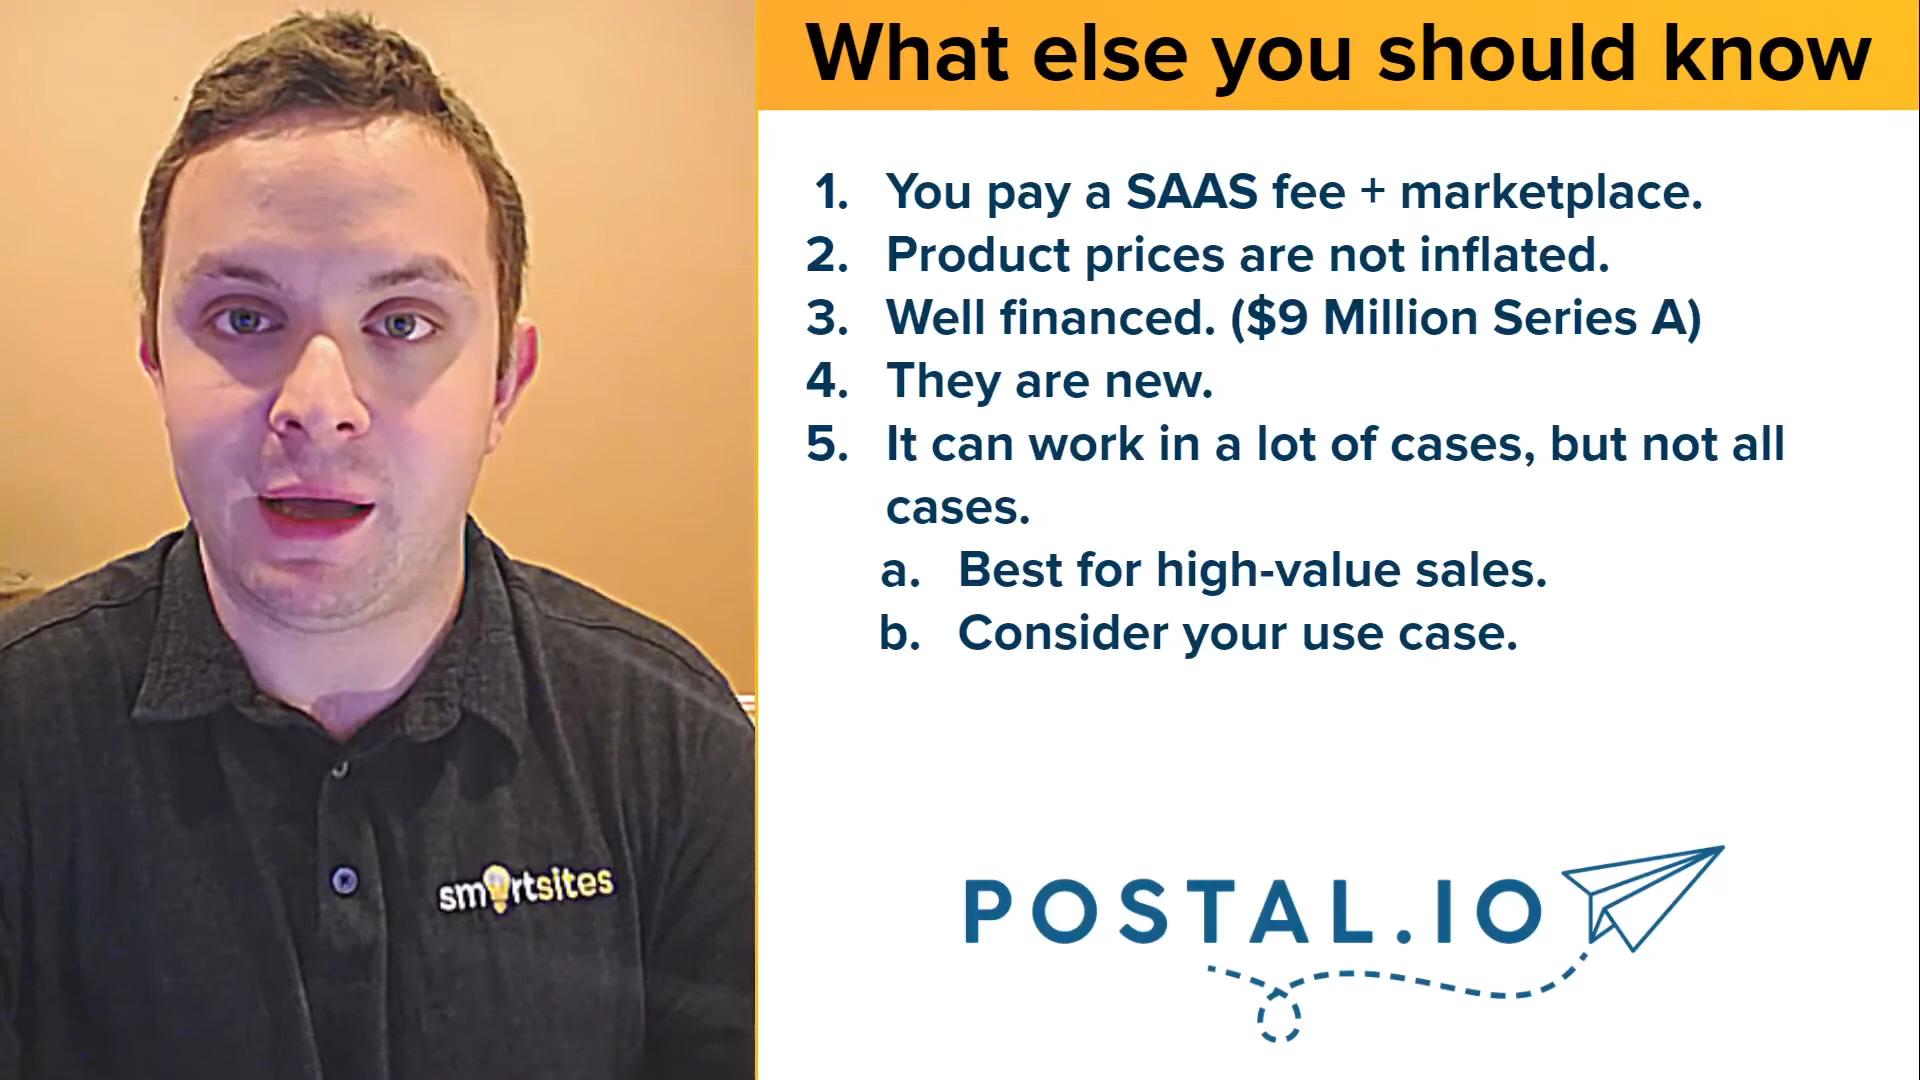 What else you should know
1. You pay a SAAS fee + marketplace.
2. Product prices are not inflated.
3. Well financed. ($9 Million Series A)
4. They are new.
5. It can work in a lot of cases, but not all
cases.
a. Best for high-value sales.
b. Consider your use case.
smartsites
POSTAL.IO